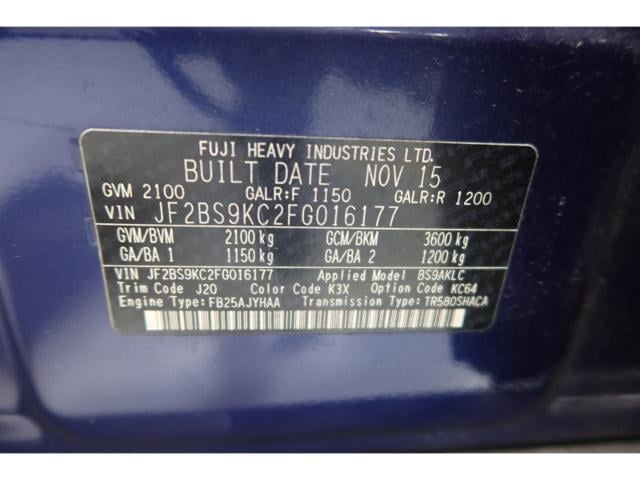 FUJI HEAVY INDUSTRIES LTD.
BUILT DATE NOV 15
GVM 2100 GALR:F 1150 GALR:R 1200
VIN JF2BS9KC2FG016177
GVM/BVM 2100 kg GCM/BKM 3600 kg
GA/BA 1 1150 kg GA/BA 2 1200 kg
VIN JF2BS9KC2FG016177 Applied Model BS9AKLC
Trim Code J20 Color Code K3X Option Code KC64
Engine Type: FB25AJYHAA Transmission Type: TR580SHACA